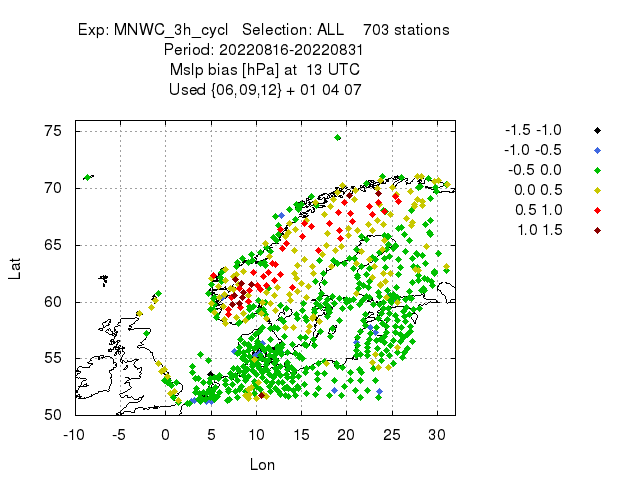 Exp: MNWC_3h_cycl   Selection: ALL    703 stations
Period: 20220816-20220831
Mslp bias [hPa] at  13 UTC
Used {06,09,12} + 01 04 07
-1.5 -1.0
-1.0 -0.5
-0.5 0.0
0.0 0.5
0.5 1.0
1.0 1.5
75
70
65
60
55
50
Lat
-10 -5 0 5 10 15 20 25 30
Lon